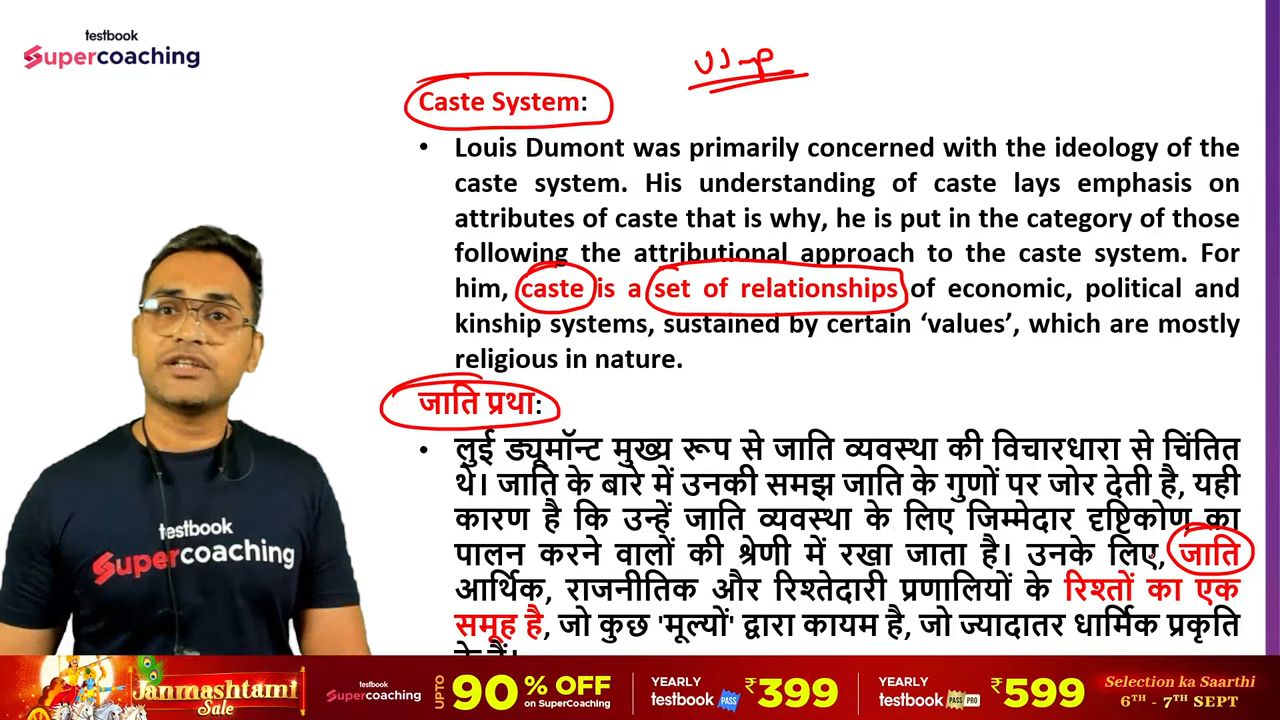 testbook
Supercoaching
Caste System:
• Louis Dumont was primarily concerned with the ideology of the
caste system. His understanding of caste lays emphasis on
attributes of caste that is why, he is put in the category of those
following the attributional approach to the caste system. For
him, caste is a set of relationships of economic, political and
kinship systems, sustained by certain ‘values’, which are mostly
religious in nature.
जाति प्रथा:
• लुई ड्यूमॉन्ट मुख्य रूप से जाति व्यवस्था की विचारधारा से चिंतित
थे। जाति के बारे में उनकी समझ जाति के गुणों पर जोर देती है, यही
कारण है कि उन्हें जाति व्यवस्था के लिए जिम्मेदार दृष्टिकोण का
पालन करने वालों की श्रेणी में रखा जाता है। उनके लिए, जाति
आर्थिक, राजनीतिक और रिश्तेदारी प्रणालियों के रिश्तों का एक
समूह है, जो कुछ 'मूल्यों' द्वारा कायम है, जो ज्यादातर धार्मिक प्रकृति
के हैं।
testbook
Supercoaching
Janmashtami
Sale
testbook
Supercoaching
UPTO 90% OFF
on SuperCoaching
YEARLY
testbook PASS ₹399
YEARLY
testbook PASS PRO ₹599
Selection ka Saarthi
6TH - 7TH SEPT